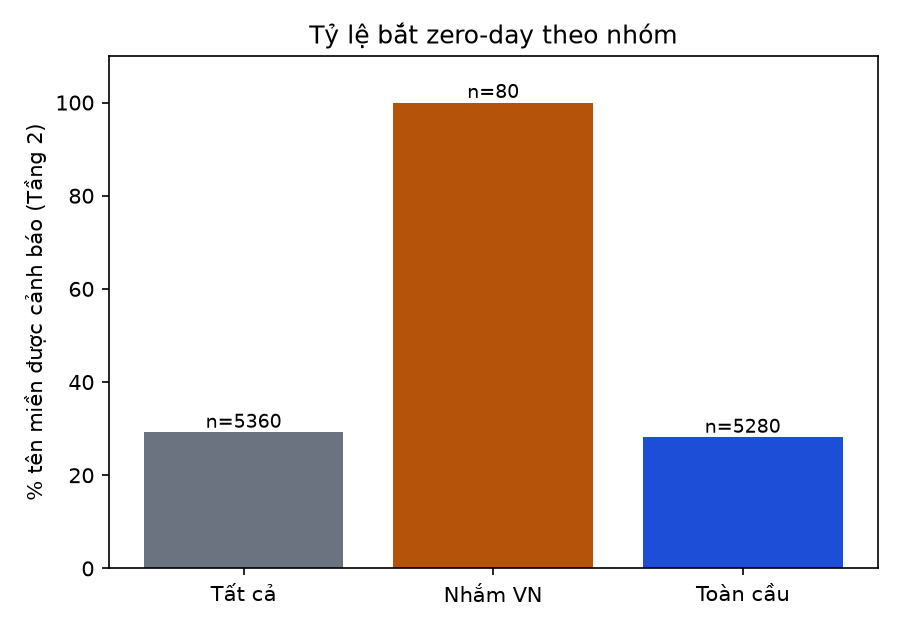 Tỷ lệ bắt zero-day theo nhóm
% tên miền được cảnh báo (Tầng 2)
100
80
60
40
20
0
n=5360
n=80
n=5280
Tất cả
Nhắm VN
Toàn cầu